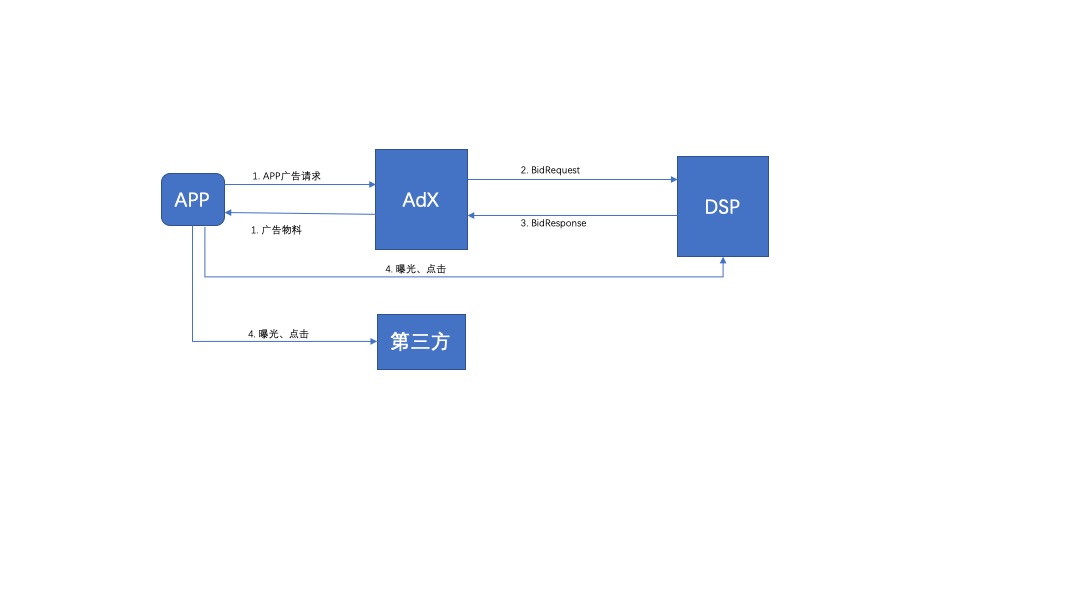 1. APP广告请求
2. BidRequest
APP
AdX
DSP
1. 广告物料
3. BidResponse
4. 曝光、点击
4. 曝光、点击
第三方